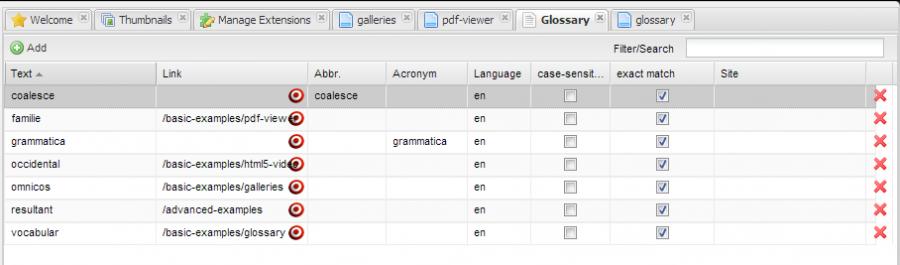 Welcome Thumbnails Manage Extensions galleries pdf-viewer Glossary glossary
Add Filter/Search
Text Link Abbr. Acronym Language case-sensit... exact match Site
coalesce coalesce en
familie /basic-examples/pdf-viewer en
grammatica grammatica en
occidental /basic-examples/html5-video en
omnicos /basic-examples/galleries en
resultant /advanced-examples en
vocabular /basic-examples/glossary en